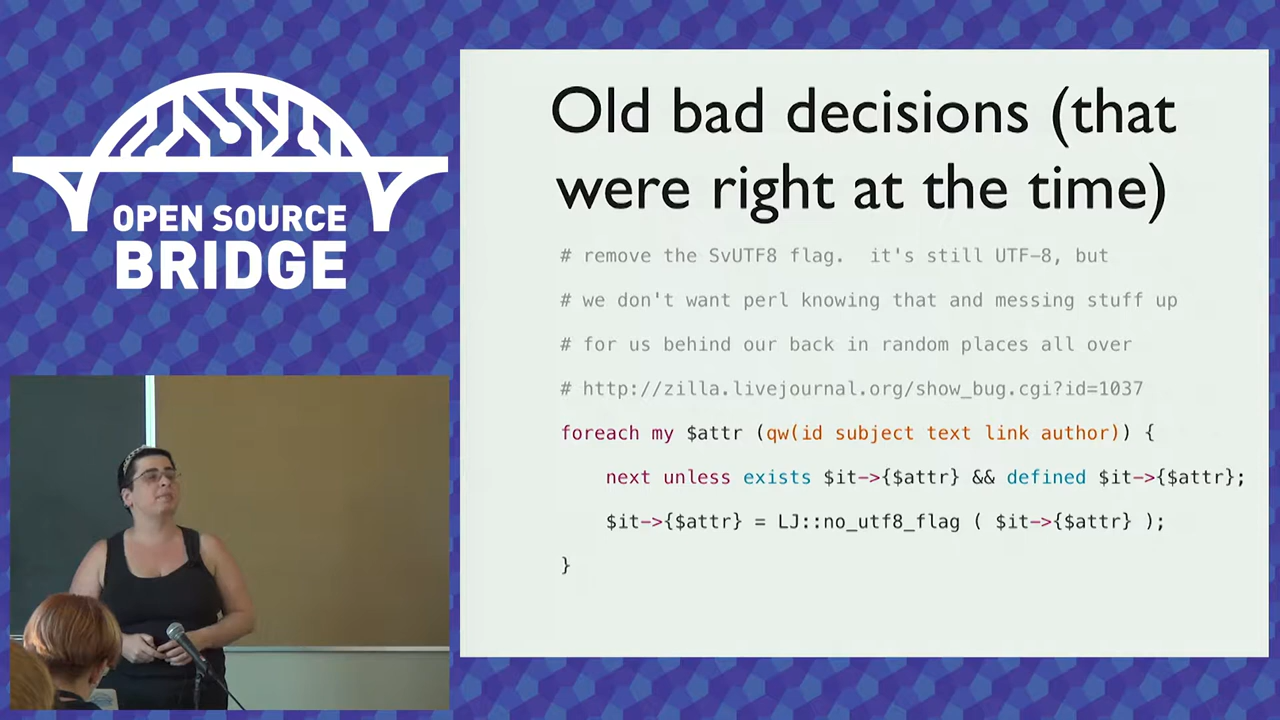 OPEN SOURCE
BRIDGE
Old bad decisions (that
were right at the time)
# remove the SvUTF8 flag.  it's still UTF-8, but
# we don't want perl knowing that and messing stuff up
# for us behind our back in random places all over
# http://zilla.livejournal.org/show_bug.cgi?id=1037
foreach my $attr (qw(id subject text link author)) {
    next unless exists $it->{$attr} && defined $it->{$attr};
    $it->{$attr} = LJ::no_utf8_flag ( $it->{$attr} );
}